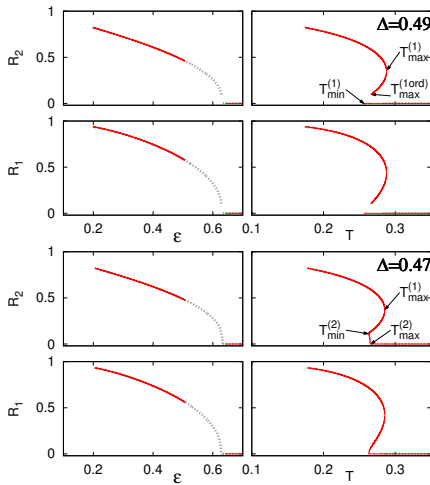 Δ=0.49
1
R2
0.5
0
T(1)max
T(1)min
T(1ord)max
1
R1
0.5
0
0.2 0.4 0.6 0.1 0.2 0.3
ε T
Δ=0.47
1
R2
0.5
0
T(1)max
T(2)min
T(2)max
1
R1
0.5
0
0.2 0.4 0.6 0.1 0.2 0.3
ε T